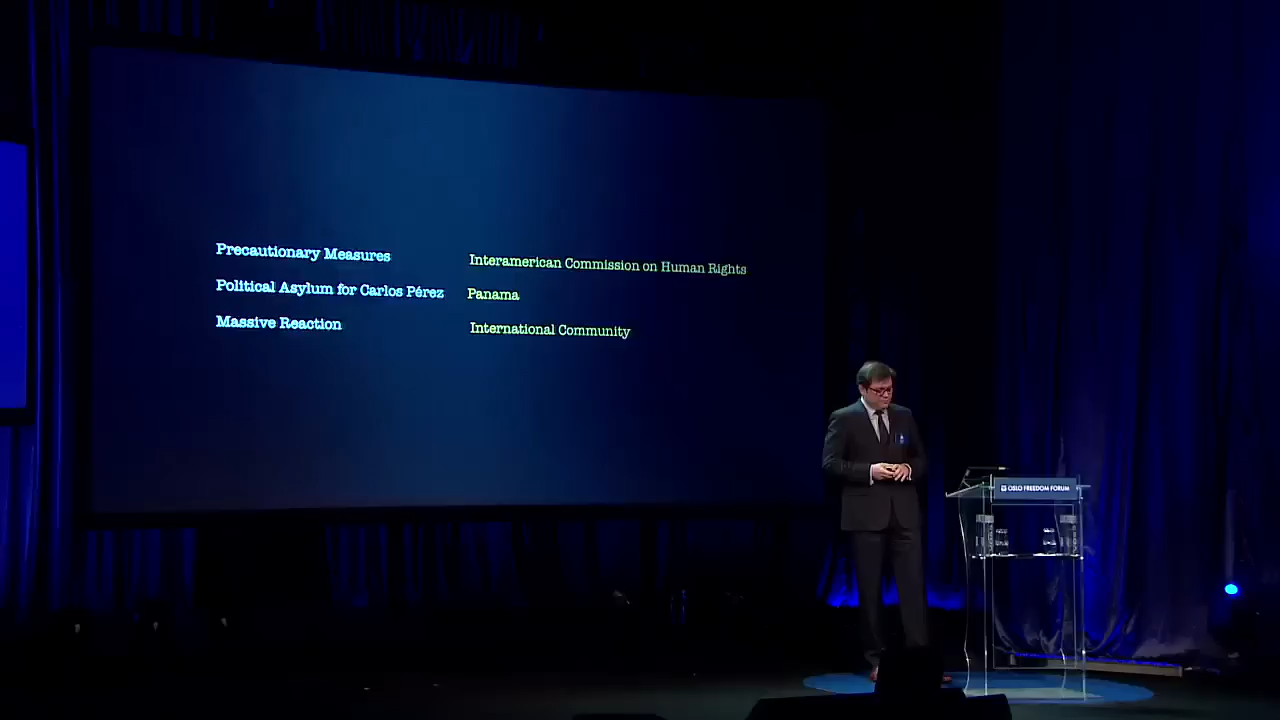 Precautionary Measures Interamerican Commission on Human Rights
Political Asylum for Carlos Pérez Panama
Massive Reaction International Community
OSLO FREEDOM FORUM